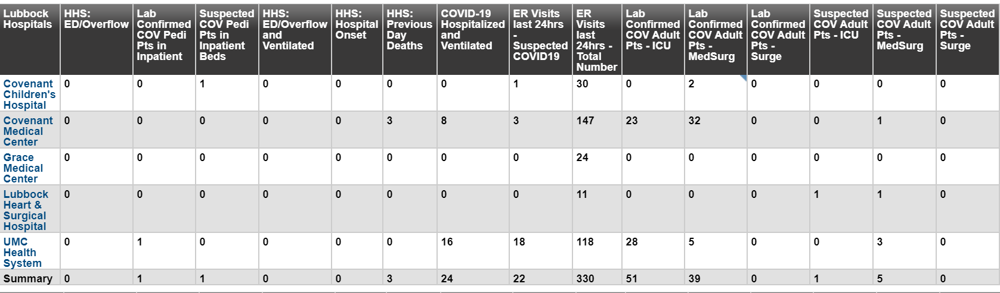 Lubbock Hospitals | HHS: ED/Overflow | Lab Confirmed COV Pedi Pts in Inpatient | Suspected COV Pedi Pts in Inpatient Beds | HHS: ED/Overflow and Ventilated | HHS: Hospital Onset | HHS: Previous Day Deaths | COVID-19 Hospitalized and Ventilated | ER Visits last 24hrs - Suspected COVID19 | ER Visits last 24hrs - Total Number | Lab Confirmed COV Adult Pts - ICU | Lab Confirmed COV Adult Pts - MedSurg | Lab Confirmed COV Adult Pts - Surge | Suspected COV Adult Pts - ICU | Suspected COV Adult Pts - MedSurg | Suspected COV Adult Pts - Surge
Covenant Children's Hospital | 0 | 0 | 1 | 0 | 0 | 0 | 0 | 1 | 30 | 0 | 2 | 0 | 0 | 0 | 0
Covenant Medical Center | 0 | 0 | 0 | 0 | 0 | 3 | 8 | 3 | 147 | 23 | 32 | 0 | 0 | 1 | 0
Grace Medical Center | 0 | 0 | 0 | 0 | 0 | 0 | 0 | 0 | 24 | 0 | 0 | 0 | 0 | 0 | 0
Lubbock Heart & Surgical Hospital | 0 | 0 | 0 | 0 | 0 | 0 | 0 | 0 | 11 | 0 | 0 | 0 | 1 | 1 | 0
UMC Health System | 0 | 1 | 0 | 0 | 0 | 0 | 16 | 18 | 118 | 28 | 5 | 0 | 0 | 3 | 0
Summary | 0 | 1 | 1 | 0 | 0 | 3 | 24 | 22 | 330 | 51 | 39 | 0 | 1 | 5 | 0